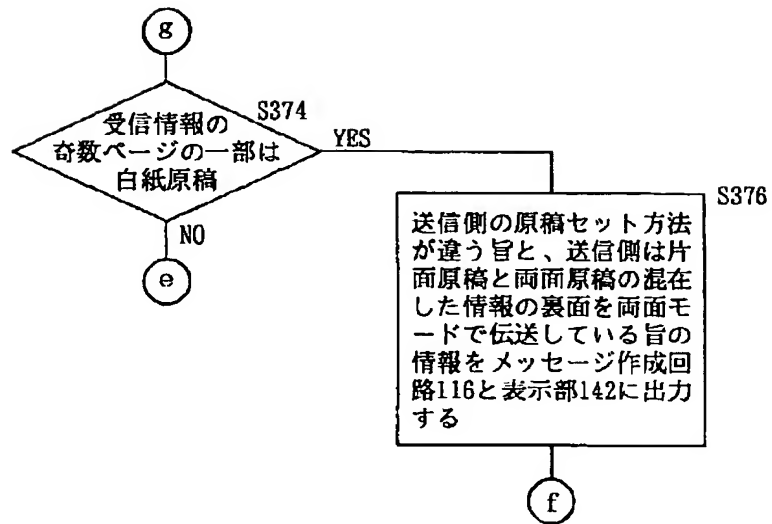 g
S374
受信情報の
奇数ページの一部は
白紙原稿
YES
NO
e
S376
送信側の原稿セット方法
が違う旨と、送信側は片
面原稿と両面原稿の混在
した情報の裏面を両面モ
ードで伝送している旨の
情報をメッセージ作成回
路116と表示部142に出力
する
f